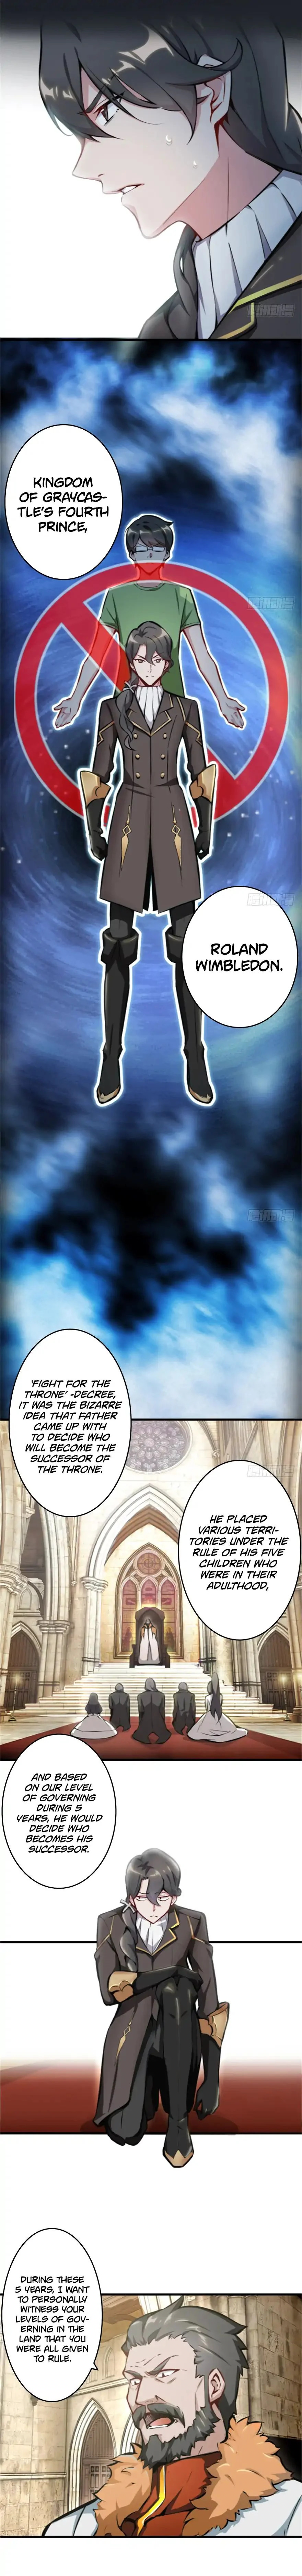 KINGDOM
OF GRAYCAS-
TLE'S FOURTH
PRINCE,
ROLAND
WIMBLEDON.
'FIGHT FOR THE
THRONE' -DECREE,
IT WAS THE BIZARRE
IDEA THAT FATHER
CAME UP WITH
TO DECIDE WHO
WILL BECOME THE
SUCCESSOR OF
THE THRONE.
HE PLACED
VARIOUS TERRI-
TORIES UNDER THE
RULE OF HIS FIVE
CHILDREN WHO
WERE IN THEIR
ADULTHOOD,
AND BASED
ON OUR LEVEL
OF GOVERNING
DURING 5
YEARS, HE WOULD
DECIDE WHO
BECOMES HIS
SUCCESSOR.
DURING THESE
5 YEARS, I WANT
TO PERSONALLY
WITNESS YOUR
LEVELS OF GOV-
ERNING IN THE
LAND THAT YOU
WERE ALL GIVEN
TO RULE.